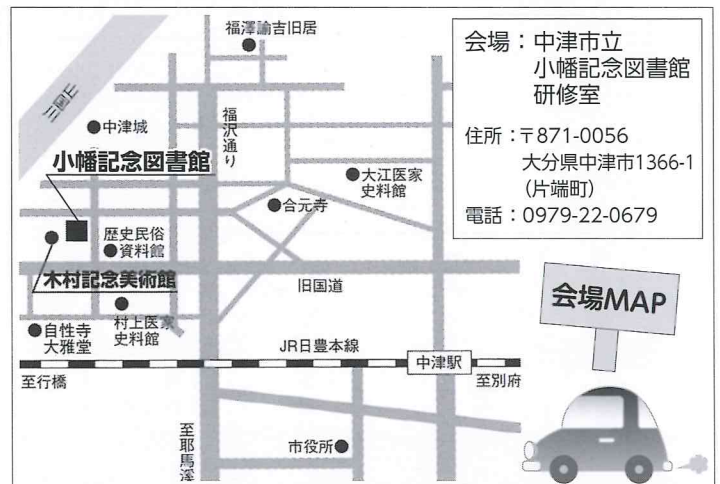 福澤諭吉旧居
三国丘
中津城
福沢通り
小幡記念図書館
大江医家
史料館
合元寺
歴史民俗
資料館
木村記念美術館
旧国道
自性寺
大雅堂
村上医家
史料館
JR日豊本線
中津駅
至行橋
至別府
至耶馬溪
市役所
会場：中津市立
小幡記念図書館
研修室
住所：〒871-0056
大分県中津市1366-1
（片端町）
電話：0979-22-0679
会場MAP